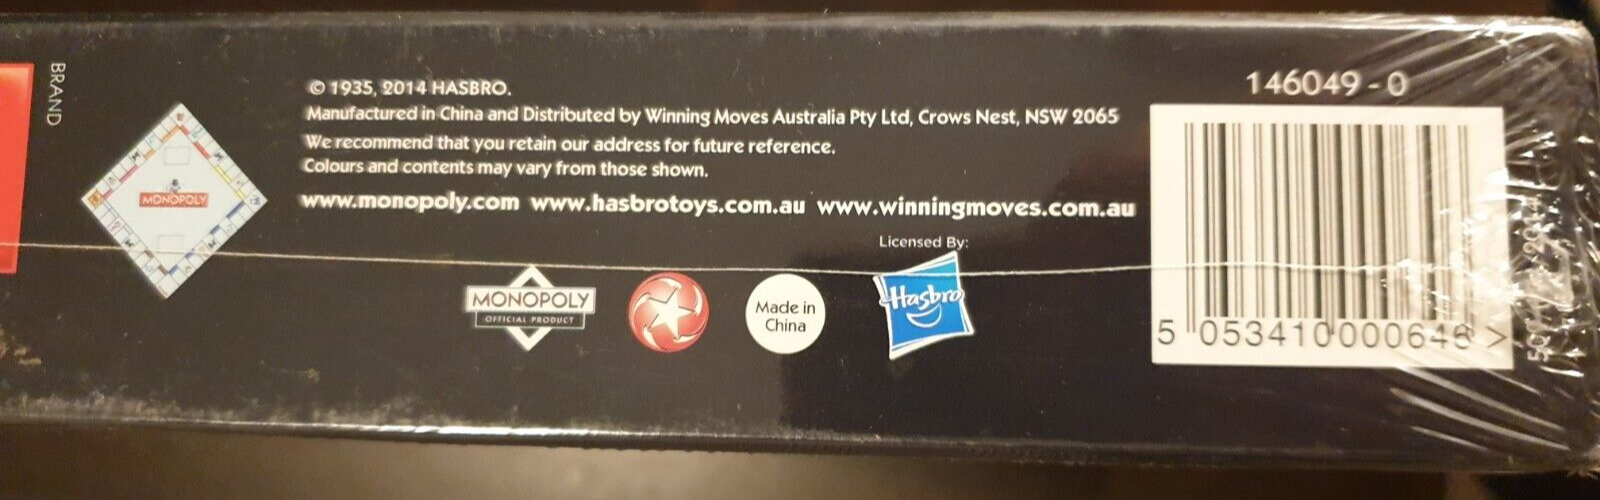 BRAND
MONOPOLY
© 1935, 2014 HASBRO.
Manufactured in China and Distributed by Winning Moves Australia Pty Ltd, Crows Nest, NSW 2065
We recommend that you retain our address for future reference.
Colours and contents may vary from those shown.
www.monopoly.com www.hasbrotoys.com.au www.winningmoves.com.au
Licensed By:
MONOPOLY
OFFICIAL PRODUCT
Made in
China
Hasbro
146049 - 0
5 053410000646 >